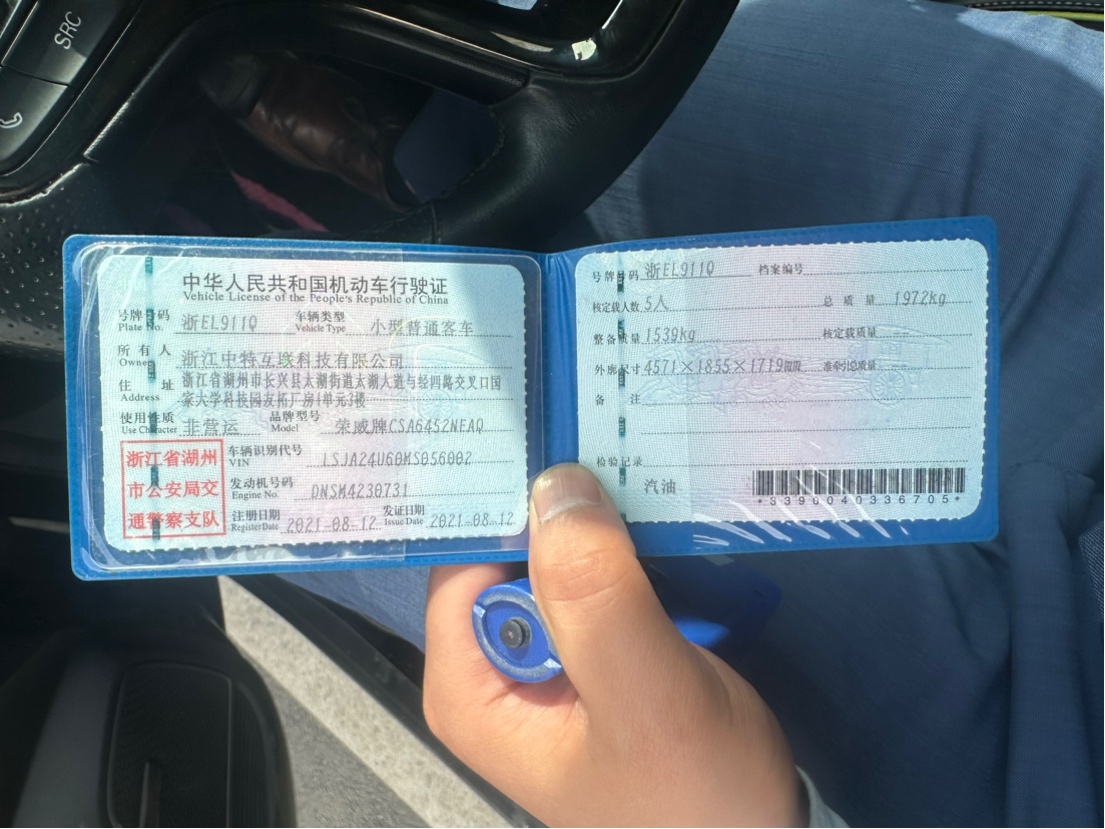 SRC
中华人民共和国机动车行驶证
Vehicle License of the People's Republic of China
号牌号码 浙EL911Q 车辆类型 小型普通客车
Plate No. Vehicle Type
所有人 浙江中特互联科技有限公司
Owner
住址 浙江省湖州市长兴县太湖街道太湖大道与经四路交叉口国
Address 家大学科技园友拓厂房1单元3楼
使用性质 非营运 品牌型号 荣威牌CSA6452NEAQ
Use Character Model
浙江省湖州
市公安局交
通警察支队
车辆识别代号 LSJA24U60MS056002
VIN
发动机号码 DNSM4230731
Engine No.
注册日期 2021-08-12 发证日期 2021-08-12
Register Date Issue Date
号牌号码 浙EL911Q 档案编号
核定载人数 5人 总质量 1972kg
整备质量 1539kg 核定载质量 --
外廓尺寸 4571×1855×1719mm 准牵引总质量 --
备注
检验记录
汽油
*3390040336705*